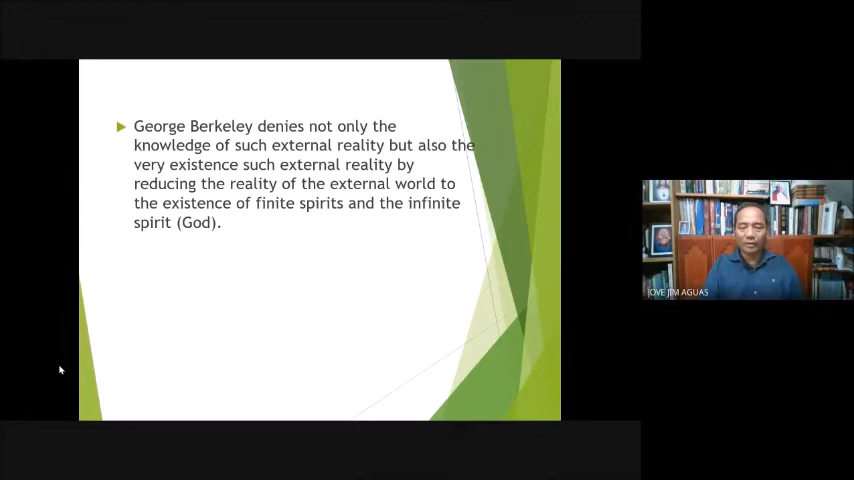 George Berkeley denies not only the
knowledge of such external reality but also the
very existence such external reality by
reducing the reality of the external world to
the existence of finite spirits and the infinite
spirit (God).
JOVE JIM AGUAS